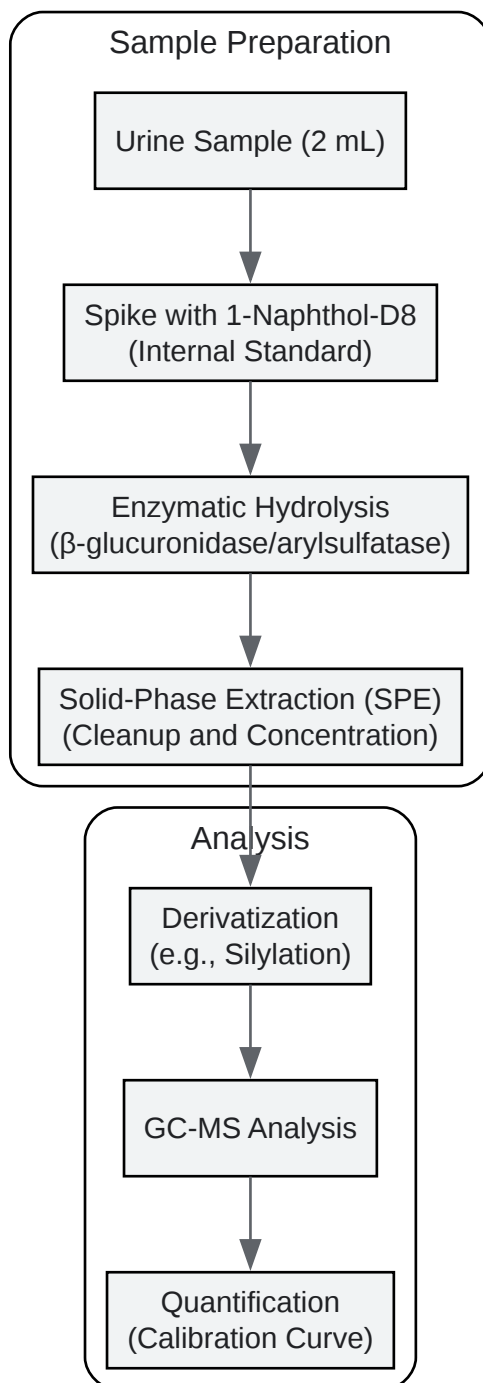 Sample Preparation
Urine Sample (2 mL)
Spike with 1-Naphthol-D8
(Internal Standard)
Enzymatic Hydrolysis
(β-glucuronidase/arylsulfatase)
Solid-Phase Extraction (SPE)
(Cleanup and Concentration)
Analysis
Derivatization
(e.g., Silylation)
GC-MS Analysis
Quantification
(Calibration Curve)